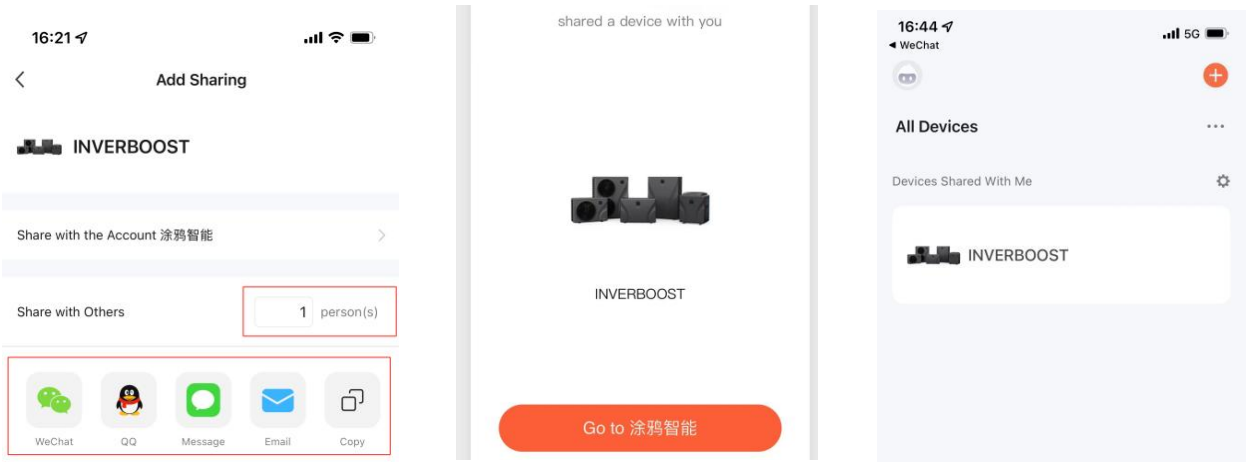 16:21
Add Sharing
INVERBOOST
Share with the Account 涂鸦智能
Share with Others
1 person(s)
WeChat
QQ
Message
Email
Copy
shared a device with you
INVERBOOST
Go to 涂鸦智能
16:44
5G
WeChat
All Devices
Devices Shared With Me
INVERBOOST